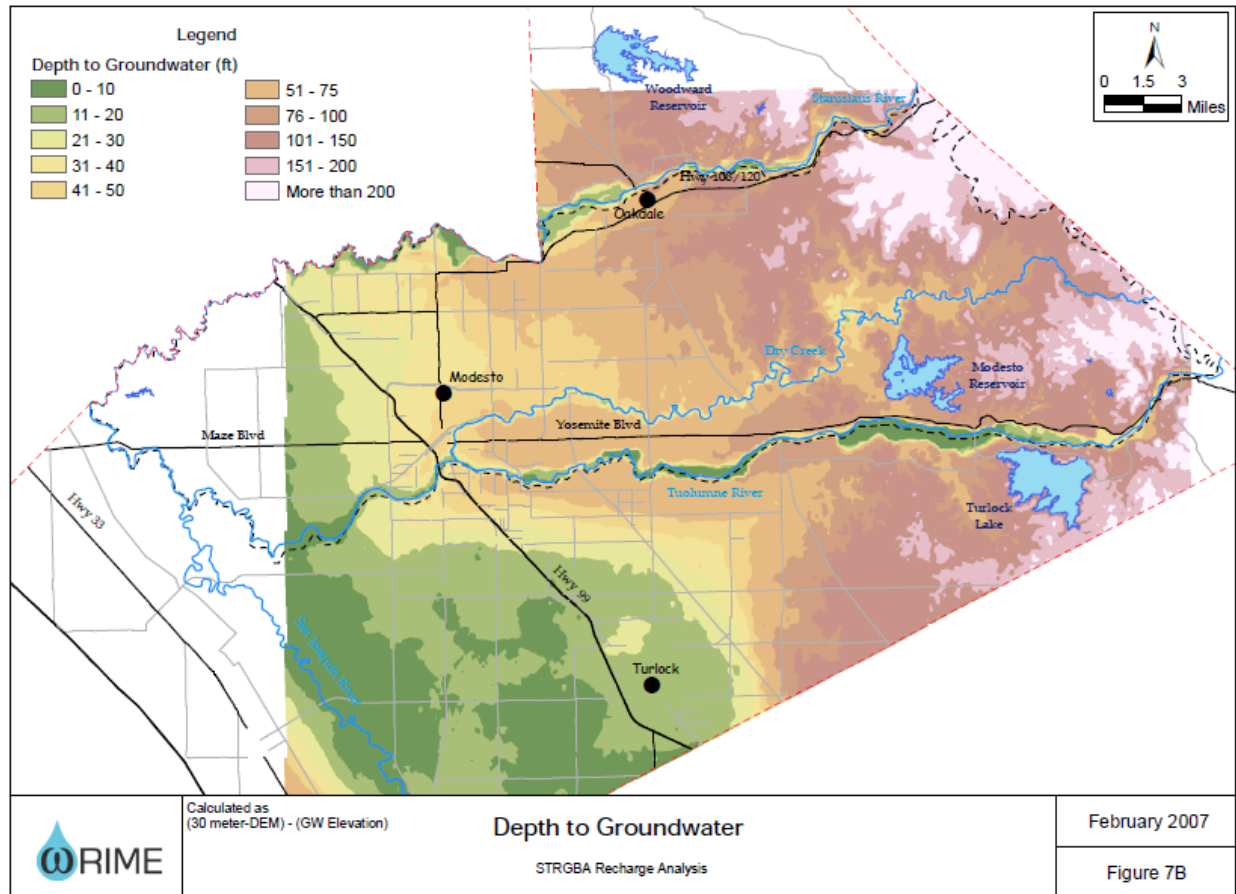 Legend
Depth to Groundwater (ft)
0 - 10
11 - 20
21 - 30
31 - 40
41 - 50
51 - 75
76 - 100
101 - 150
151 - 200
More than 200
N
0 1.5 3
Miles
Woodward
Reservoir
Stanislaus River
Hwy 108/120
Oakdale
Dry Creek
Modesto
Reservoir
Modesto
Maze Blvd
Yosemite Blvd
Tuolumne River
Turlock
Lake
Hwy 33
Hwy 99
San Joaquin River
Turlock
WRIME
Calculated as
(30 meter-DEM) - (GW Elevation)
Depth to Groundwater
STRGBA Recharge Analysis
February 2007
Figure 7B